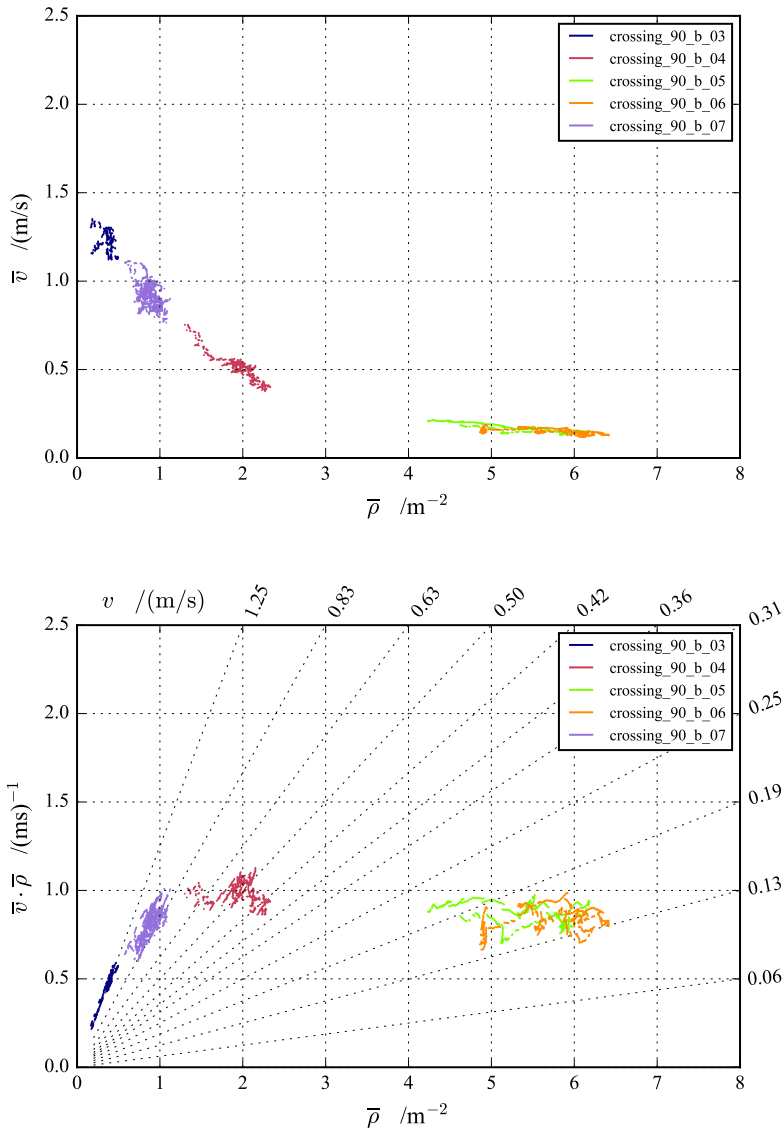 2.5
2.0
1.5
1.0
0.5
0.0
v̅ /(m/s)
crossing_90_b_03
crossing_90_b_04
crossing_90_b_05
crossing_90_b_06
crossing_90_b_07
0 1 2 3 4 5 6 7 8
ρ̅ /m⁻²
v /(m/s)
1.25 0.83 0.63 0.50 0.42 0.36 0.31
0.25
0.19
0.13
0.06
2.5
2.0
1.5
1.0
0.5
0.0
v̅ · ρ̅ /(ms)⁻¹
crossing_90_b_03
crossing_90_b_04
crossing_90_b_05
crossing_90_b_06
crossing_90_b_07
0 1 2 3 4 5 6 7 8
ρ̅ /m⁻²